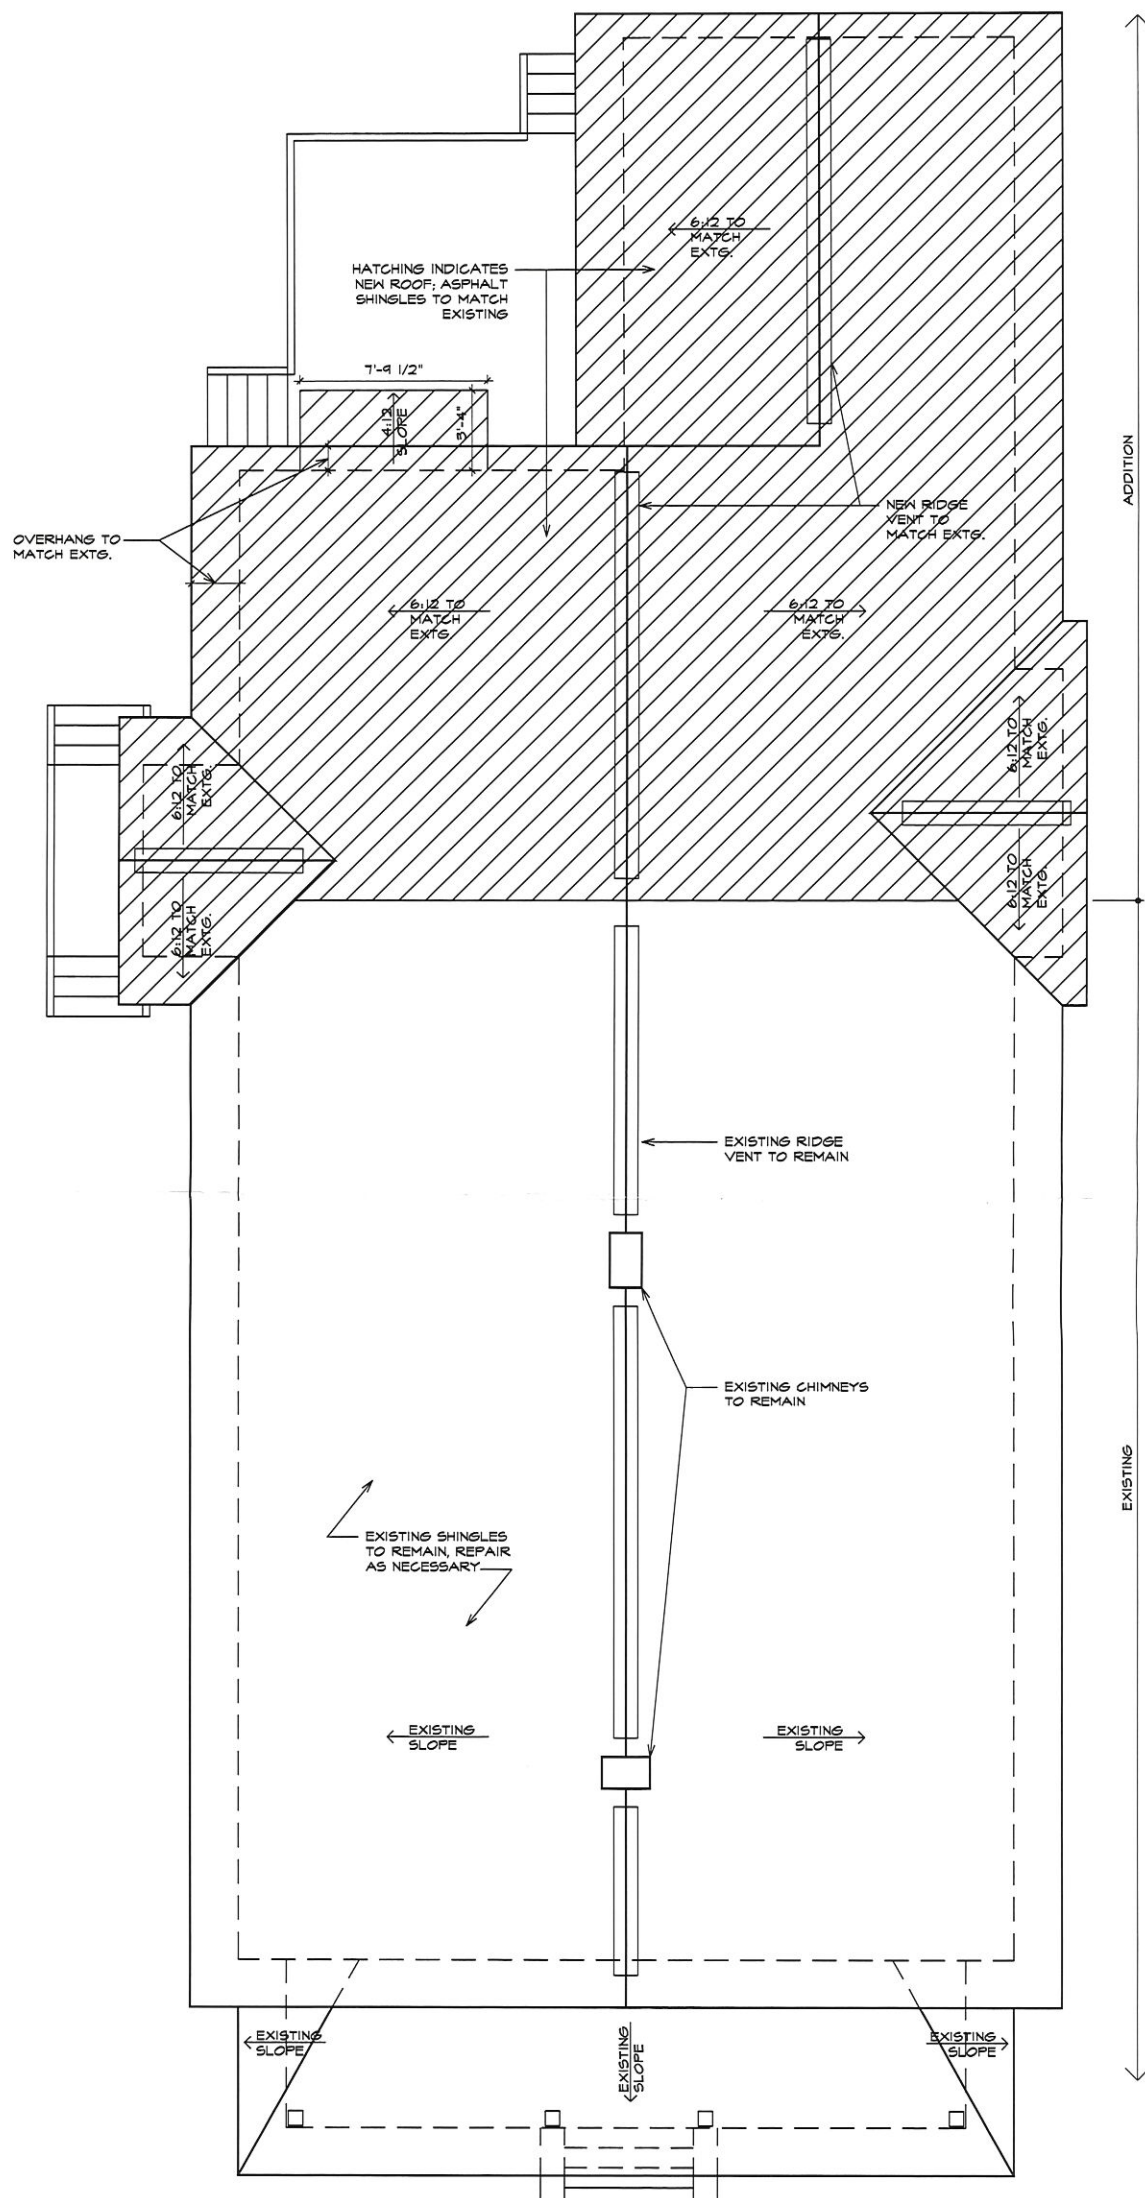 6:12 TO
MATCH
EXTG.
HATCHING INDICATES
NEW ROOF; ASPHALT
SHINGLES TO MATCH
EXISTING
7'-9 1/2"
4:12
SLOPE
3'-4"
ADDITION
NEW RIDGE
VENT TO
MATCH EXTG.
OVERHANG TO
MATCH EXTG.
6:12 TO
MATCH
EXTG.
6:12 TO
MATCH
EXTG.
6:12 TO
MATCH
EXTG.
6:12 TO
MATCH
EXTG.
6:12 TO
MATCH
EXTG.
6:12 TO
MATCH
EXTG.
EXISTING RIDGE
VENT TO REMAIN
EXISTING CHIMNEYS
TO REMAIN
EXISTING
EXISTING SHINGLES
TO REMAIN, REPAIR
AS NECESSARY
EXISTING
SLOPE
EXISTING
SLOPE
EXISTING
SLOPE
EXISTING
SLOPE
EXISTING
SLOPE